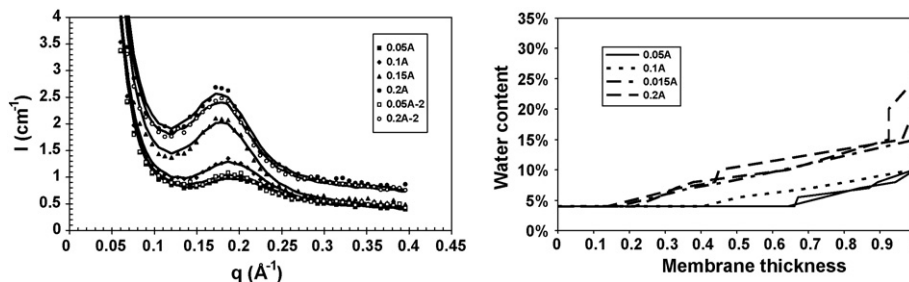 4
3.5
3
2.5
2
1.5
1
0.5
0
I (cm⁻¹)
0 0.05 0.1 0.15 0.2 0.25 0.3 0.35 0.4 0.45
q (Å⁻¹)
0.05A
0.1A
0.15A
0.2A
0.05A-2
0.2A-2
35%
30%
25%
20%
15%
10%
5%
0%
Water content
0 0.1 0.2 0.3 0.4 0.5 0.6 0.7 0.8 0.9
Membrane thickness
0.05A
0.1A
0.015A
0.2A